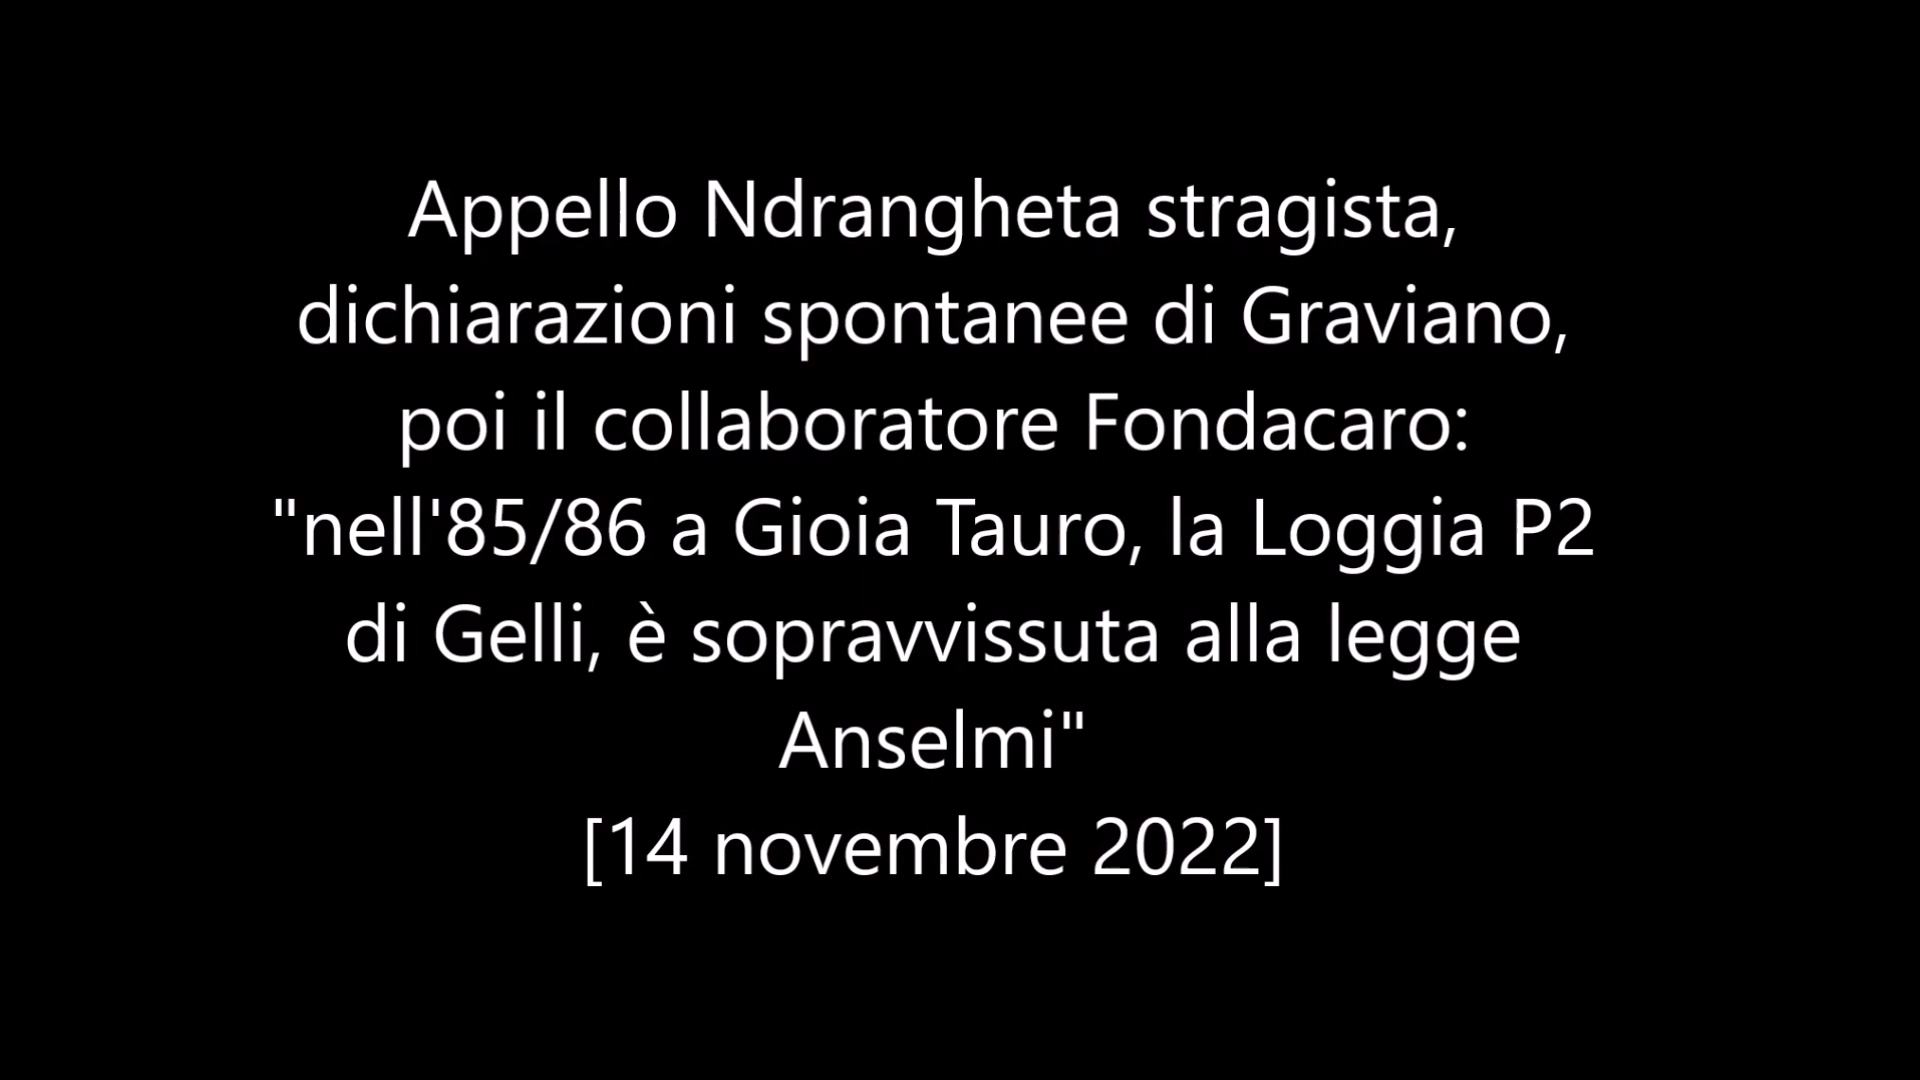 Appello Ndrangheta stragista,
dichiarazioni spontanee di Graviano,
poi il collaboratore Fondacaro:
"nell'85/86 a Gioia Tauro, la Loggia P2
di Gelli, è sopravvissuta alla legge
Anselmi"
[14 novembre 2022]